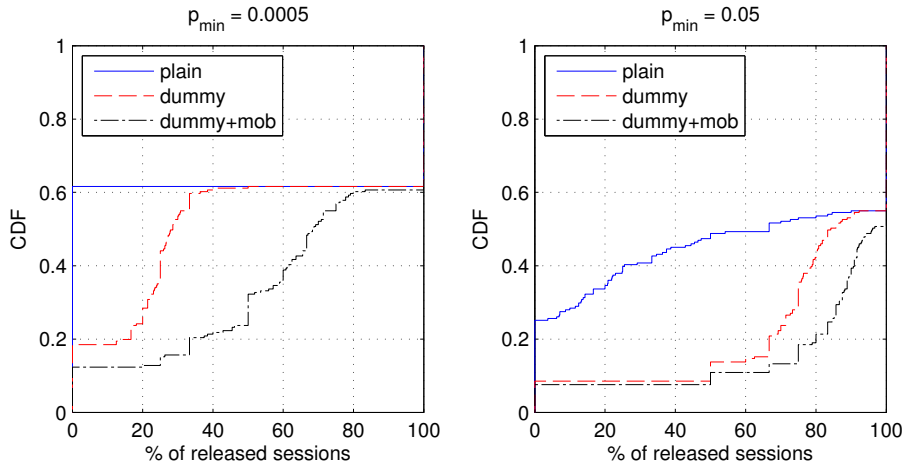 p_min = 0.0005
1
0.8
0.6
0.4
0.2
0
CDF
plain
dummy
dummy+mob
0 20 40 60 80 100
% of released sessions
p_min = 0.05
1
0.8
0.6
0.4
0.2
0
CDF
plain
dummy
dummy+mob
0 20 40 60 80 100
% of released sessions